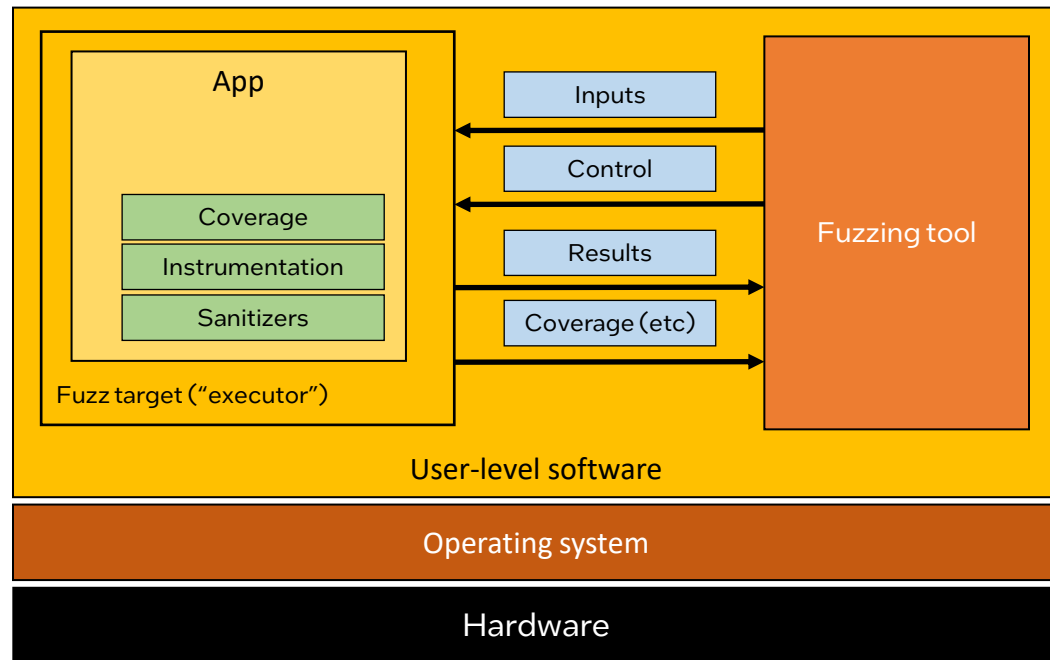 App
Coverage
Instrumentation
Sanitizers
Fuzz target (“executor”)
Inputs
Control
Results
Coverage (etc)
Fuzzing tool
User-level software
Operating system
Hardware